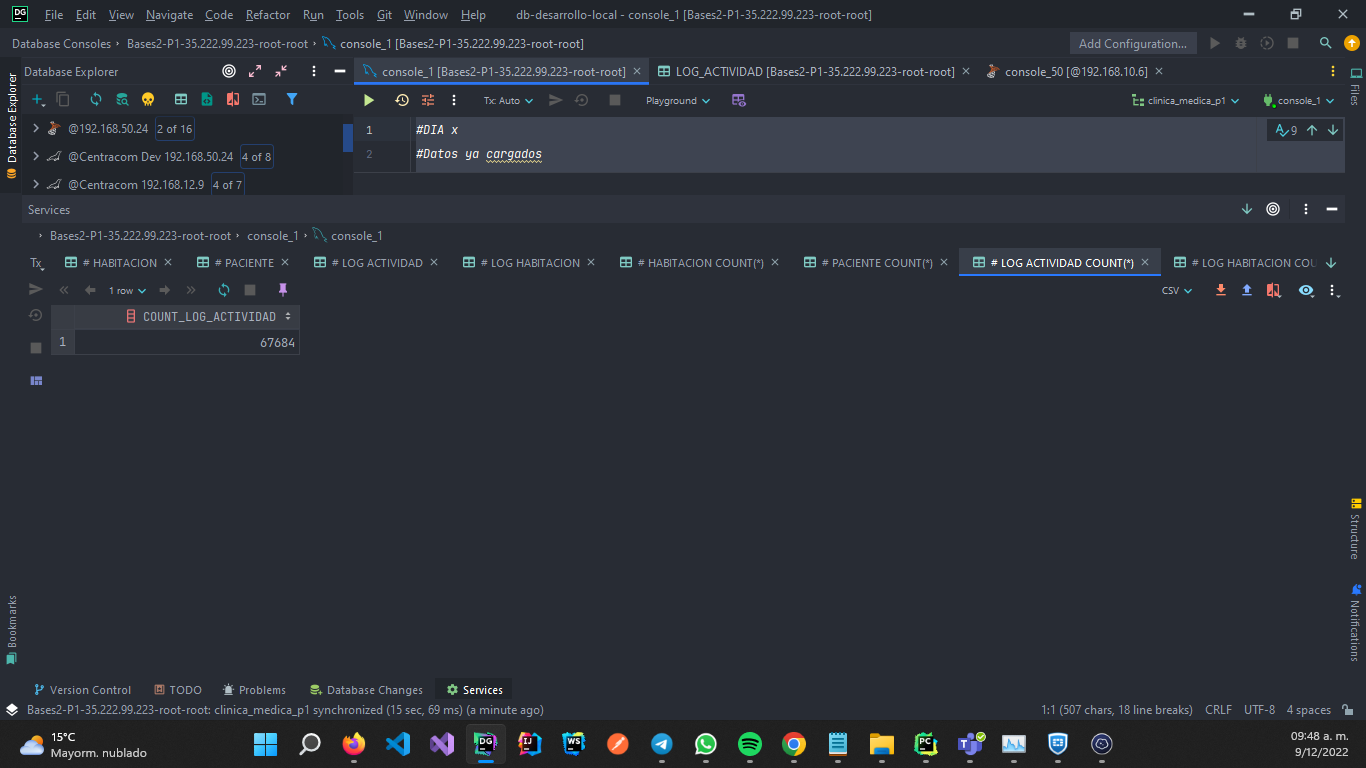 DG File Edit View Navigate Code Refactor Run Tools Git Window Help db-desarrollo-local - console_1 [Bases2-P1-35.222.99.223-root-root]
Database Consoles Bases2-P1-35.222.99.223-root-root console_1 [Bases2-P1-35.222.99.223-root-root] Add Configuration...
Database Explorer console_1 [Bases2-P1-35.222.99.223-root-root] LOG_ACTIVIDAD [Bases2-P1-35.222.99.223-root-root] console_50 [@192.168.10.6]
Database Explorer
Files
Tx: Auto Playground clinica_medica_p1 console_1
@192.168.50.24 2 of 16
@Centracom Dev 192.168.50.24 4 of 8
@Centracom 192.168.12.9 4 of 7
1 #DIA x
2 #Datos ya cargados
9
Services
Bases2-P1-35.222.99.223-root-root console_1 console_1
Tx # HABITACION # PACIENTE # LOG ACTIVIDAD # LOG HABITACION # HABITACION COUNT(*) # PACIENTE COUNT(*) # LOG ACTIVIDAD COUNT(*) # LOG HABITACION COU
1 row CSV
COUNT_LOG_ACTIVIDAD
1 67684
Structure
Notifications
Bookmarks
Version Control TODO Problems Database Changes Services
Bases2-P1-35.222.99.223-root-root: clinica_medica_p1 synchronized (15 sec, 69 ms) (a minute ago) 1:1 (507 chars, 18 line breaks) CRLF UTF-8 4 spaces
15°C
Mayorm. nublado
DG IJ WS PC
09:48 a. m.
9/12/2022